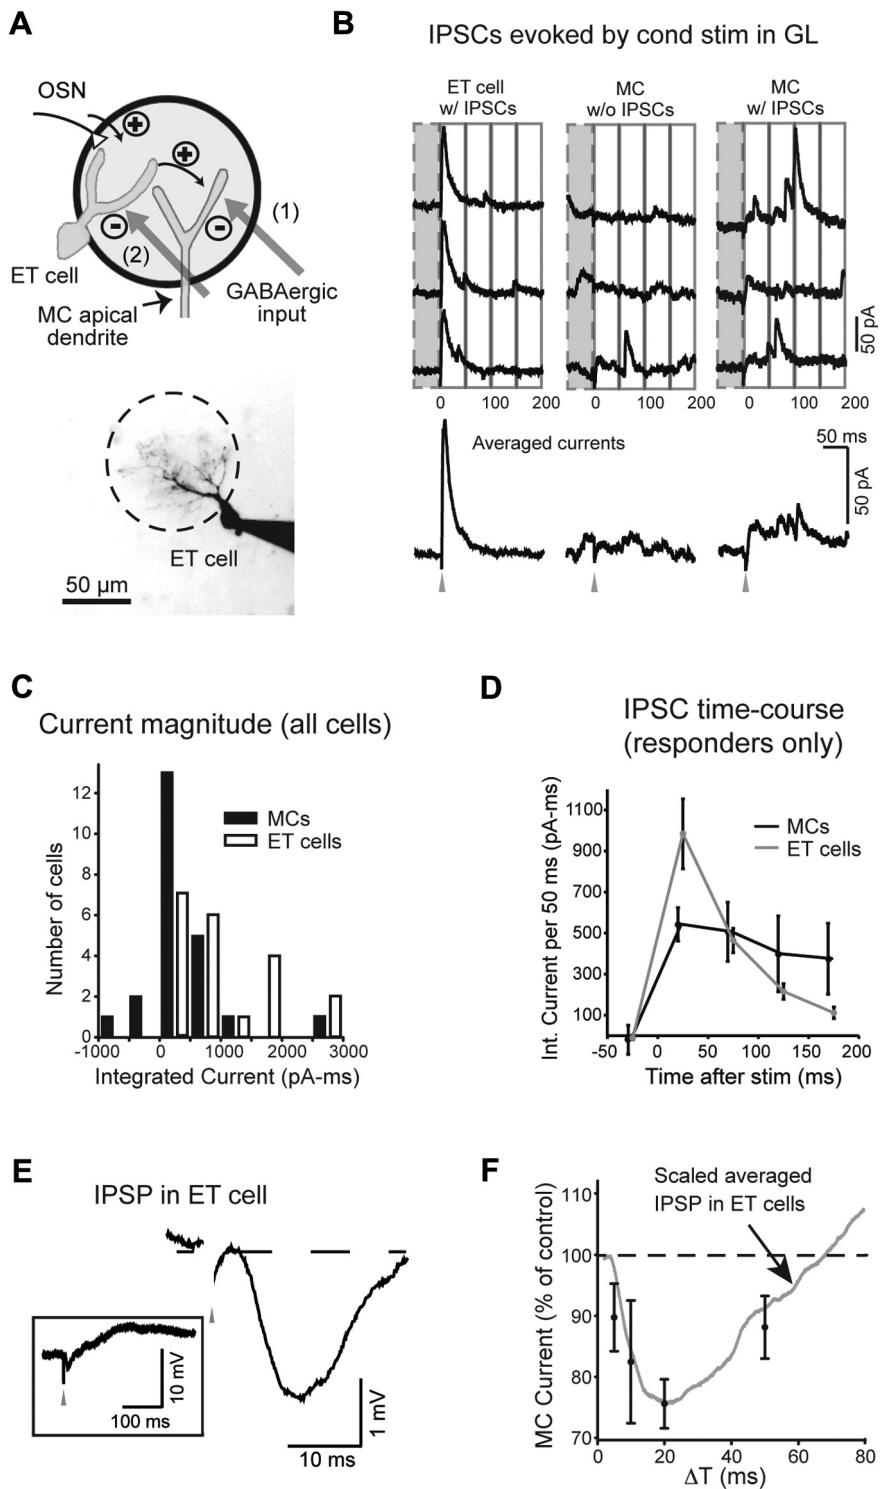 A
OSN
+
+
(1)
-
-
(2)
ET cell
GABAergic
input
MC apical
dendrite
ET cell
50 µm
B
IPSCs evoked by cond stim in GL
ET cell
w/ IPSCs
MC
w/o IPSCs
MC
w/ IPSCs
50 pA
0 100 200
0 100 200
0 100 200
Averaged currents
50 ms
50 pA
C
Current magnitude (all cells)
12
10
8
6
4
2
0
Number of cells
MCs
ET cells
-1000 0 1000 2000 3000
Integrated Current (pA-ms)
D
IPSC time-course
(responders only)
1100
900
700
500
300
100
Int. Current per 50 ms (pA-ms)
MCs
ET cells
-50 0 50 100 150 200
Time after stim (ms)
E
IPSP in ET cell
10 mV
100 ms
1 mV
10 ms
F
Scaled averaged
IPSP in ET cells
110
100
90
80
70
MC Current (% of control)
0 20 40 60 80
ΔT (ms)